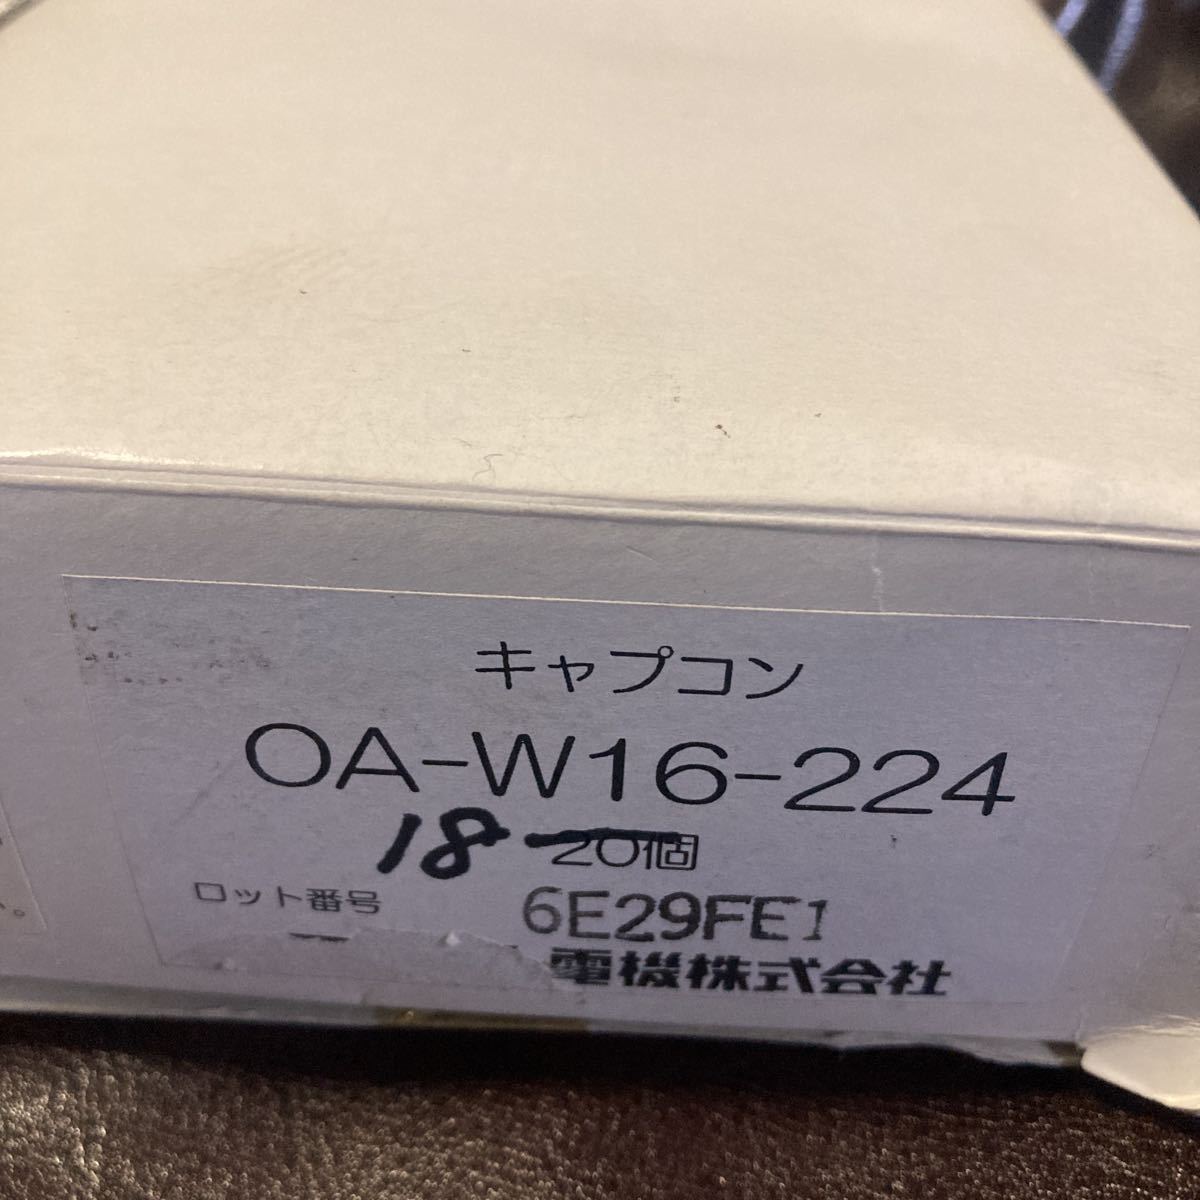 キャプコン
OA-W16-224
18 20個
ロット番号 6E29FE1
電機株式会社